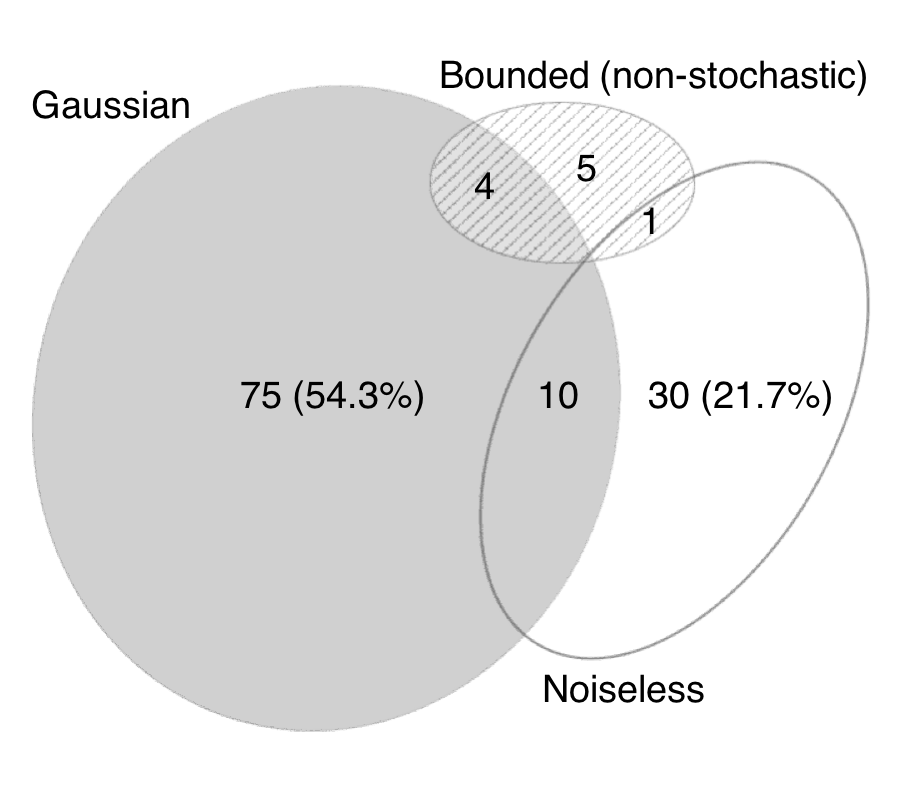 Bounded (non-stochastic)
Gaussian
5
4
1
75 (54.3%)
10
30 (21.7%)
Noiseless